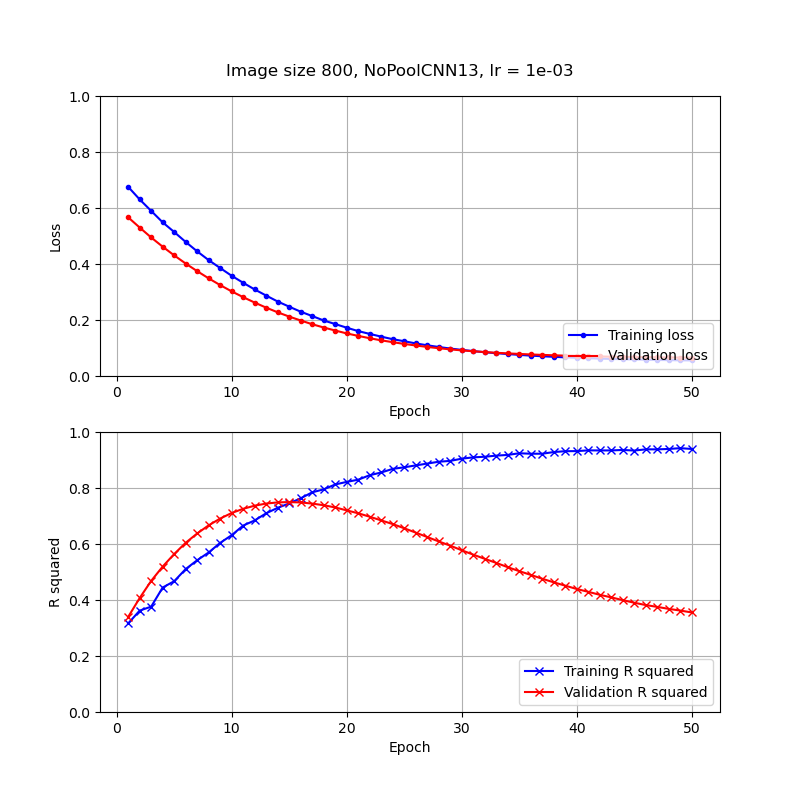 Image size 800, NoPoolCNN13, lr = 1e-03
1.0
0.8
0.6
0.4
0.2
0.0
Loss
0 10 20 30 40 50
Epoch
Training loss
Validation loss
1.0
0.8
0.6
0.4
0.2
0.0
R squared
0 10 20 30 40 50
Epoch
Training R squared
Validation R squared